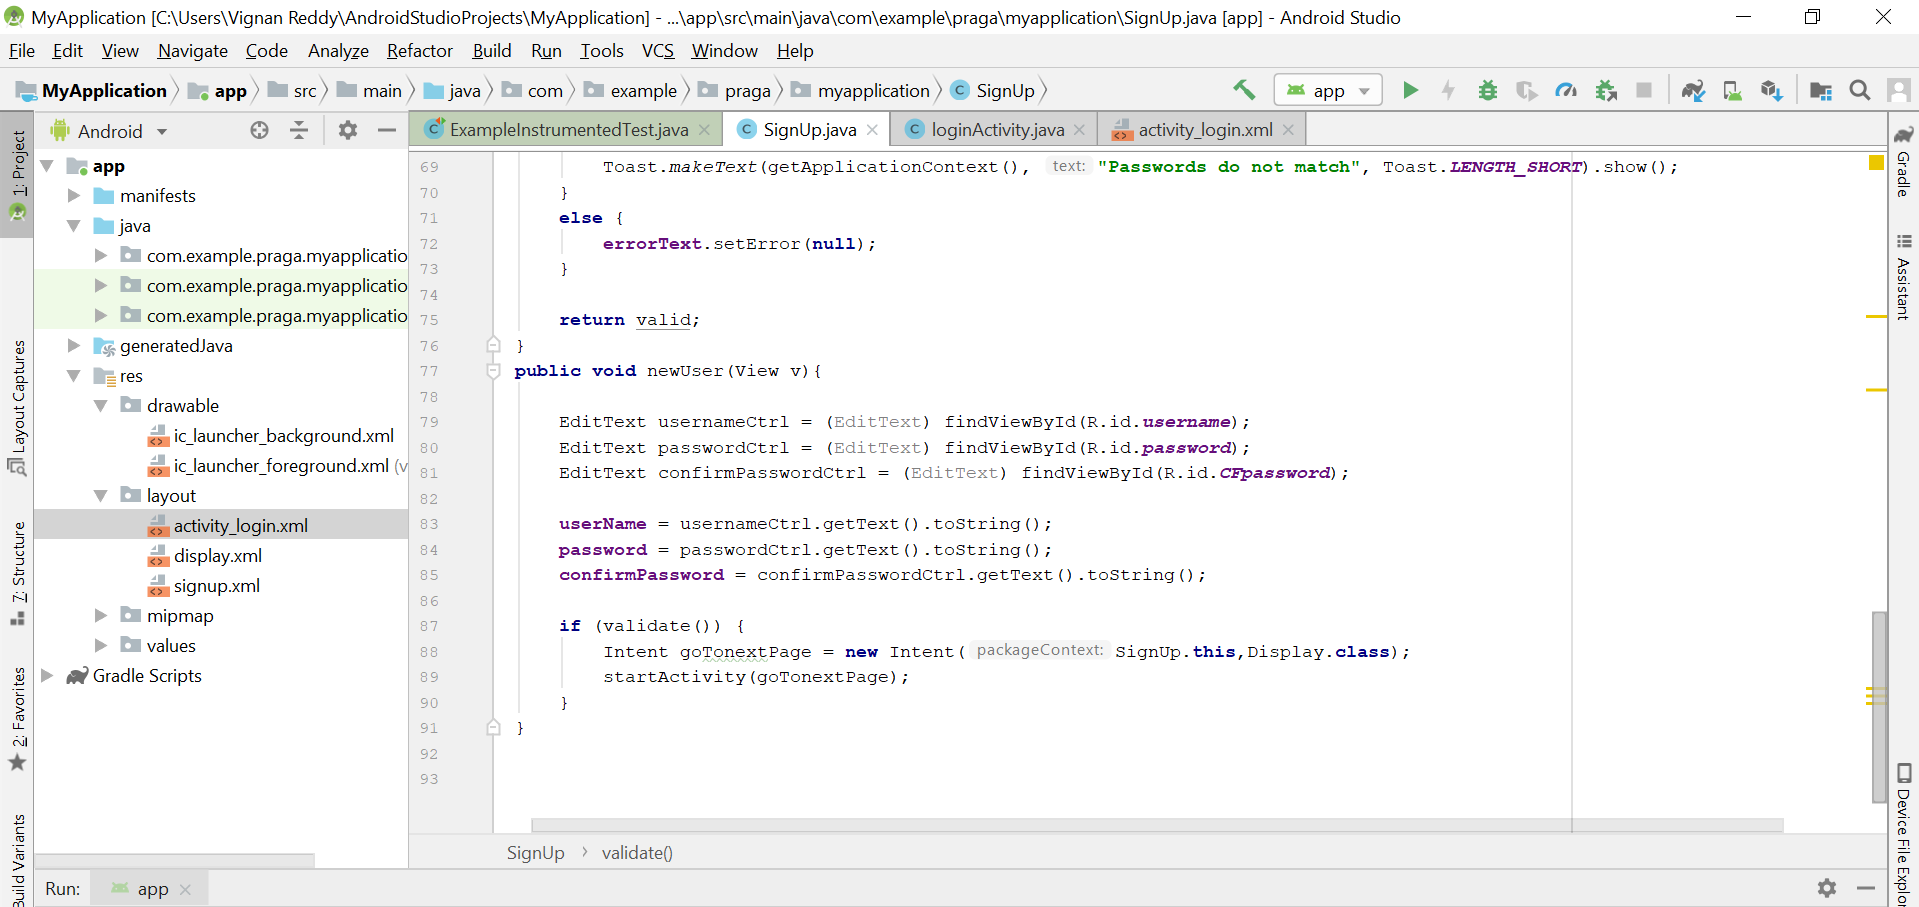 MyApplication [C:\Users\Vignan Reddy\AndroidStudioProjects\MyApplication] - ...\app\src\main\java\com\example\praga\myapplication\SignUp.java [app] - Android Studio
File Edit View Navigate Code Analyze Refactor Build Run Tools VCS Window Help
MyApplication app src main java com example praga myapplication SignUp app
Android
ExampleInstrumentedTest.java SignUp.java loginActivity.java activity_login.xml
1: Project
Layout Captures
7: Structure
2: Favorites
Build Variants
app
manifests
java
com.example.praga.myapplicatio
com.example.praga.myapplicatio
com.example.praga.myapplicatio
generatedJava
res
drawable
ic_launcher_background.xml
ic_launcher_foreground.xml (v
layout
activity_login.xml
display.xml
signup.xml
mipmap
values
Gradle Scripts
69 Toast.makeText(getApplicationContext(), text: "Passwords do not match", Toast.LENGTH_SHORT).show();
70 }
71 else {
72 errorText.setError(null);
73 }
74
75 return valid;
76 }
77 public void newUser(View v){
78
79 EditText usernameCtrl = (EditText) findViewById(R.id.username);
80 EditText passwordCtrl = (EditText) findViewById(R.id.password);
81 EditText confirmPasswordCtrl = (EditText) findViewById(R.id.CFpassword);
82
83 userName = usernameCtrl.getText().toString();
84 password = passwordCtrl.getText().toString();
85 confirmPassword = confirmPasswordCtrl.getText().toString();
86
87 if (validate()) {
88 Intent goTonextPage = new Intent( packageContext: SignUp.this,Display.class);
89 startActivity(goTonextPage);
90 }
91 }
92
93
SignUp › validate()
Gradle
Assistant
Device File Explor
Run: app